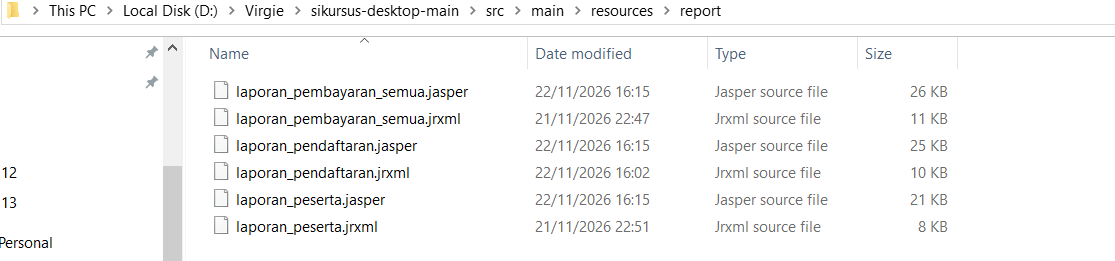 This PC > Local Disk (D:) > Virgie > sikursus-desktop-main > src > main > resources > report
Name Date modified Type Size
laporan_pembayaran_semua.jasper 22/11/2026 16:15 Jasper source file 26 KB
laporan_pembayaran_semua.jrxml 21/11/2026 22:47 Jrxml source file 11 KB
laporan_pendaftaran.jasper 22/11/2026 16:15 Jasper source file 25 KB
12 laporan_pendaftaran.jrxml 22/11/2026 16:02 Jrxml source file 10 KB
13 laporan_peserta.jasper 22/11/2026 16:15 Jasper source file 21 KB
laporan_peserta.jrxml 21/11/2026 22:51 Jrxml source file 8 KB
Personal